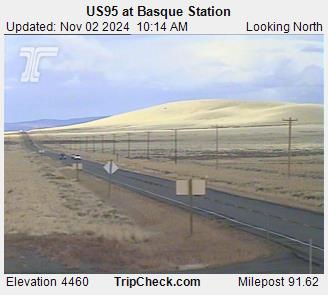 US95 at Basque Station
Updated: Nov 02 2024 10:14 AM Looking North
Elevation 4460 TripCheck.com Milepost 91.62